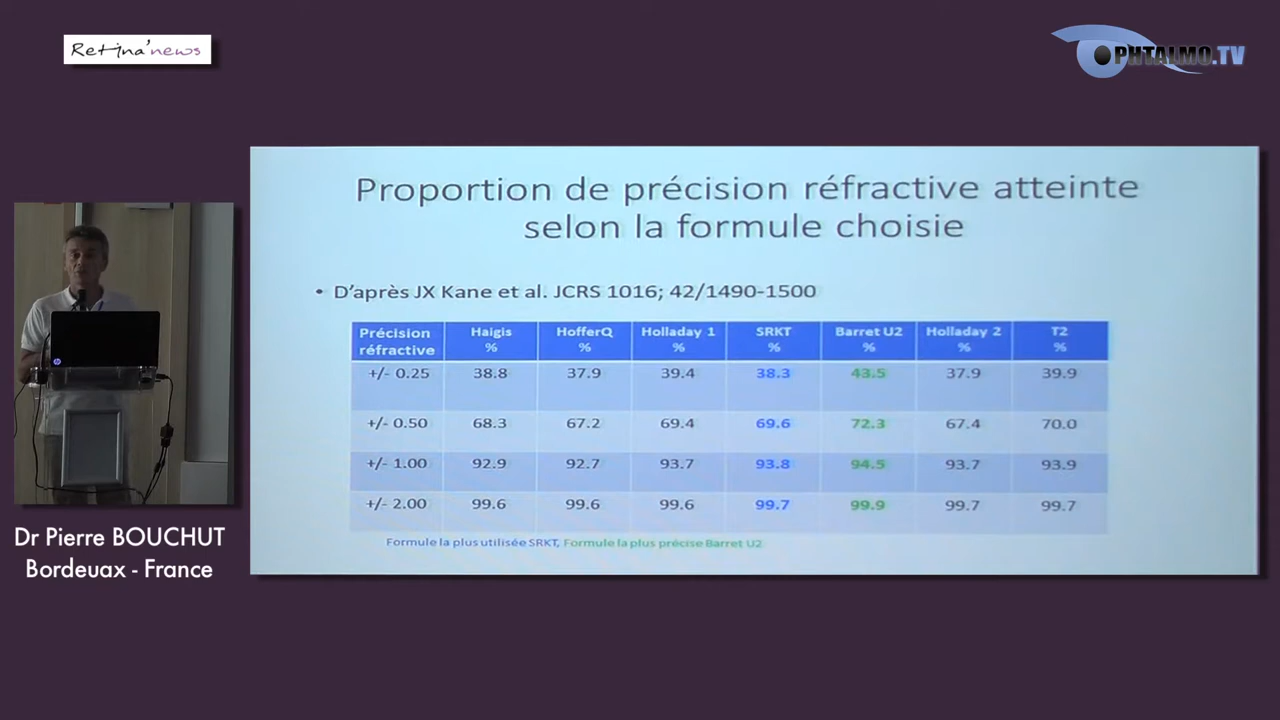 Retina'news
OPHTALMO.TV
Proportion de précision réfractive atteinte
selon la formule choisie
• D'après JX Kane et al. JCRS 1016; 42/1490-1500
Précision réfractive Haigis % HofferQ % Holladay 1 % SRKT % Barret U2 % Holladay 2 % T2 %
+/- 0.25 38.8 37.9 39.4 38.3 43.5 37.9 39.9
+/- 0.50 68.3 67.2 69.4 69.6 72.3 67.4 70.0
+/- 1.00 92.9 92.7 93.7 93.8 94.5 93.7 93.9
+/- 2.00 99.6 99.6 99.6 99.7 99.9 99.7 99.7
Formule la plus utilisée SRKT, Formule la plus précise Barret U2
Dr Pierre BOUCHUT
Bordeuax - France